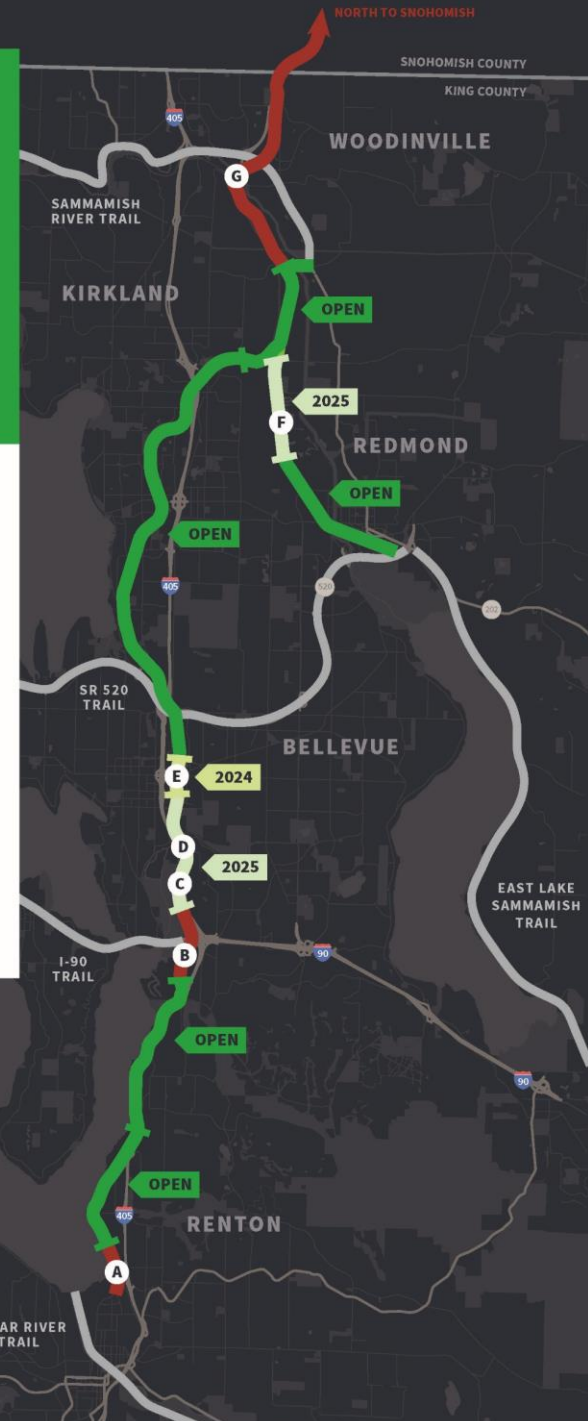 NORTH TO SNOHOMISH
SNOHOMISH COUNTY
KING COUNTY
405
WOODINVILLE
G
SAMMAMISH
RIVER TRAIL
KIRKLAND
OPEN
2025
F
REDMOND
OPEN
OPEN
405
520
202
SR 520
TRAIL
BELLEVUE
E
2024
D
2025
C
EAST LAKE
SAMMAMISH
TRAIL
B
90
I-90
TRAIL
OPEN
90
OPEN
405
RENTON
A
AR RIVER
TRAIL